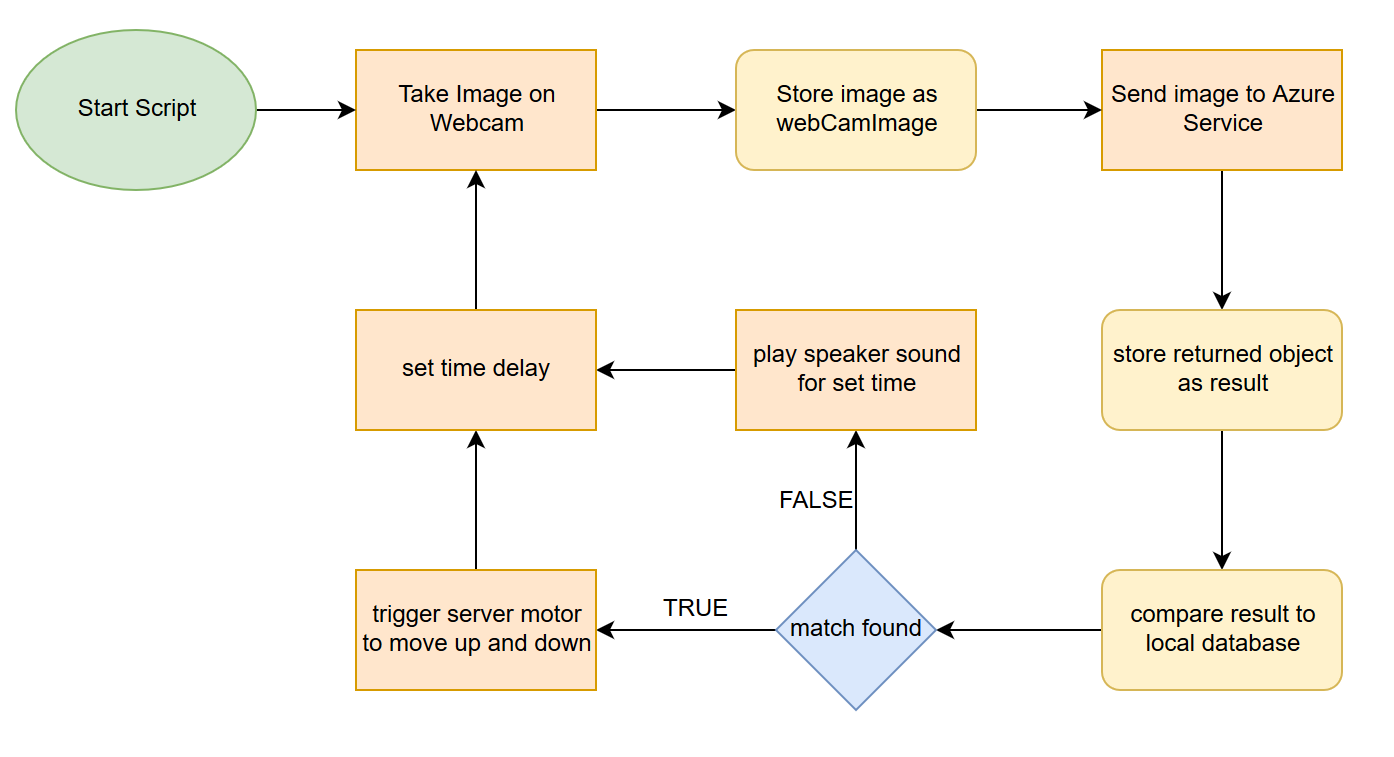 Start Script
Take Image on
Webcam
Store image as
webCamImage
Send image to Azure
Service
set time delay
play speaker sound
for set time
store returned object
as result
FALSE
trigger server motor
to move up and down
TRUE
match found
compare result to
local database